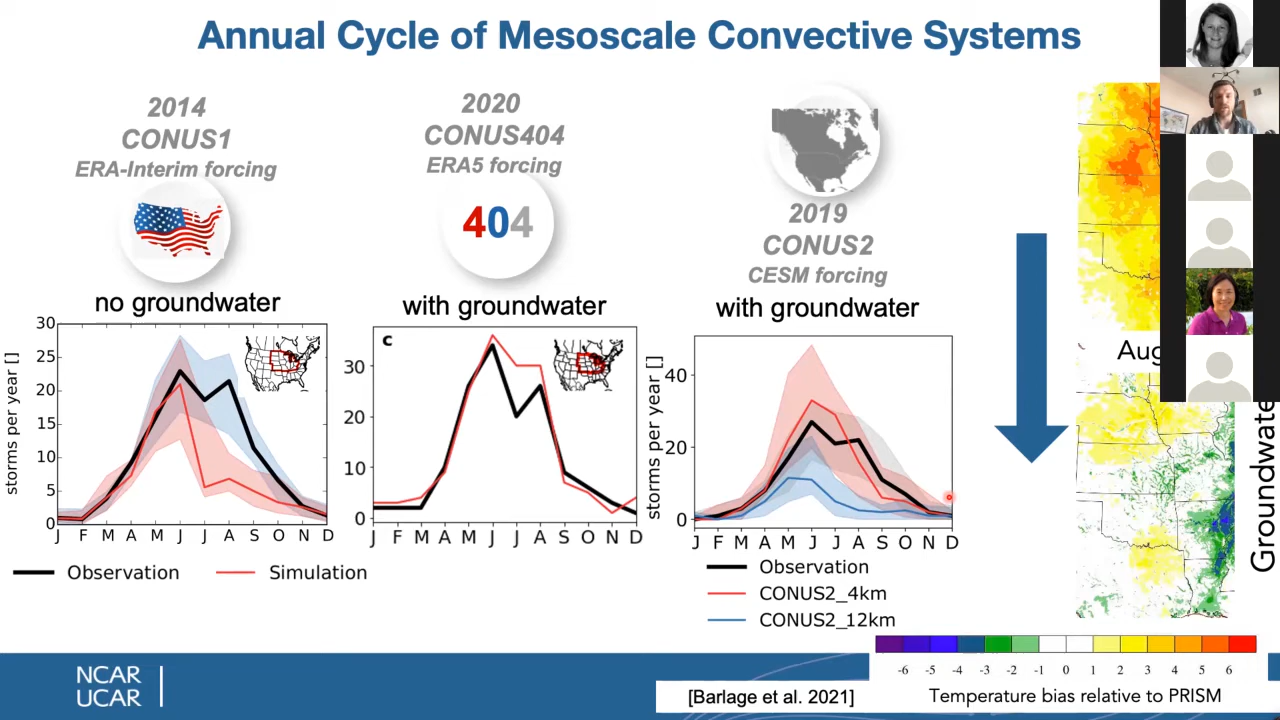 Annual Cycle of Mesoscale Convective Systems
2014
CONUS1
ERA-Interim forcing
no groundwater
30
25
20
15
10
5
0
storms per year []
J F M A M J J A S O N D
Observation
Simulation
2020
CONUS404
ERA5 forcing
404
with groundwater
c
30
20
10
0
J F M A M J J A S O N D
2019
CONUS2
CESM forcing
with groundwater
storms per year []
40
20
0
J F M A M J J A S O N D
Observation
CONUS2_4km
CONUS2_12km
Aug
Groundwate
-6 -5 -4 -3 -2 -1 0 1 2 3 4 5 6
Temperature bias relative to PRISM
[Barlage et al. 2021]
NCAR
UCAR